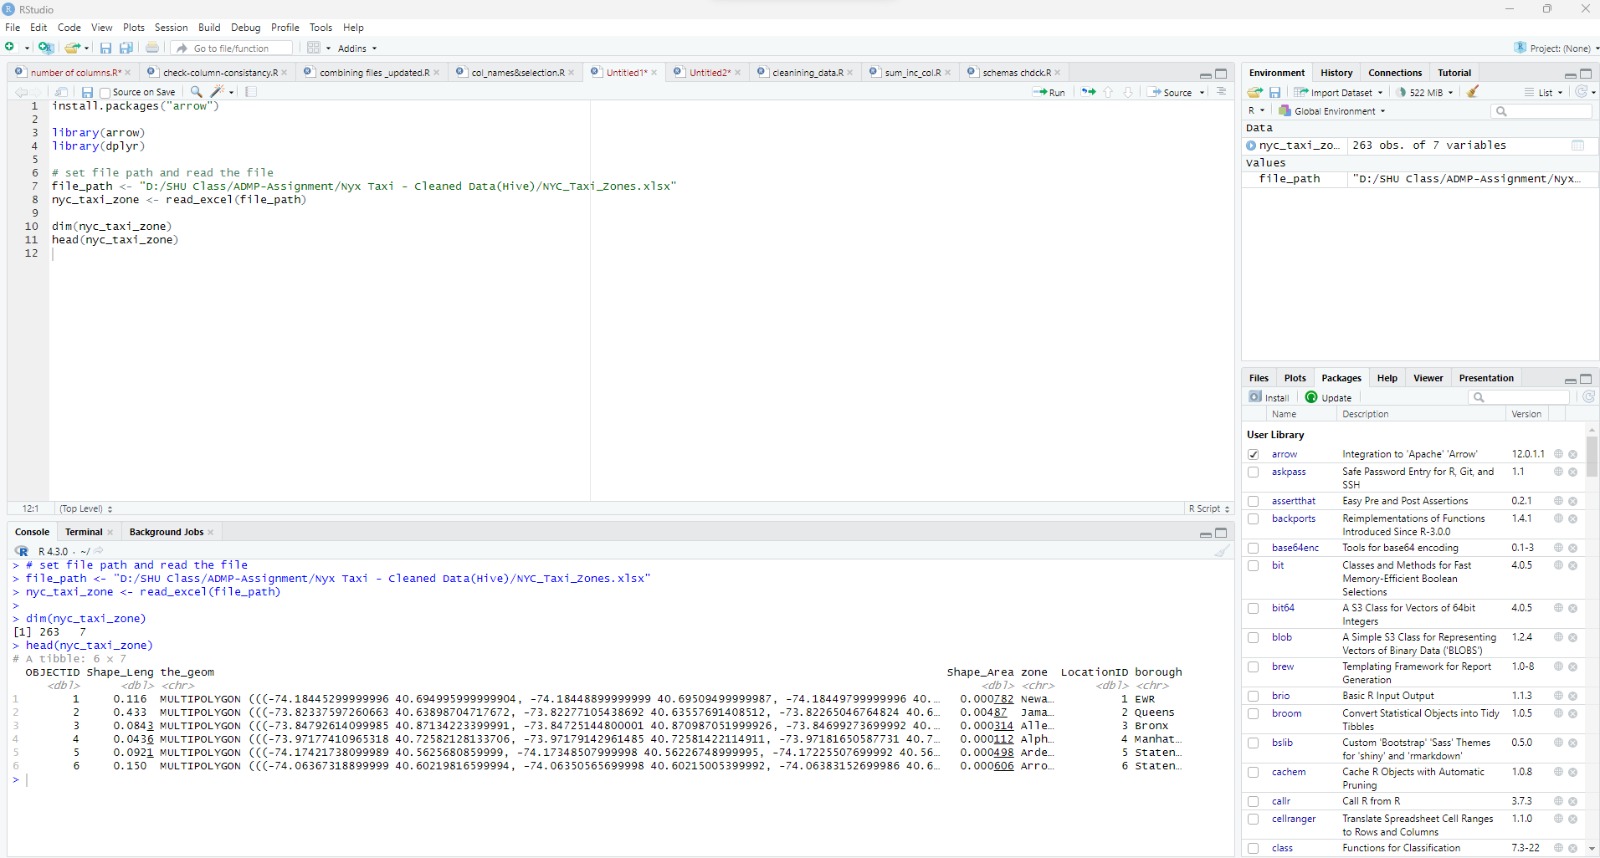 RStudio
File Edit Code View Plots Session Build Debug Profile Tools Help
Go to file/function Addins Project: (None)
number of columns.R* check-column-consistancy.R combining files _updated.R col_names&selection.R Untitled1* Untitled2* cleanining_data.R sum_inc_col.R schemas chdck.R
Source on Save Run Source
1 install.packages("arrow")
2
3 library(arrow)
4 library(dplyr)
5
6 # set file path and read the file
7 file_path <- "D:/SHU Class/ADMP-Assignment/Nyx Taxi - Cleaned Data(Hive)/NYC_Taxi_Zones.xlsx"
8 nyc_taxi_zone <- read_excel(file_path)
9
10 dim(nyc_taxi_zone)
11 head(nyc_taxi_zone)
12
12:1 (Top Level) R Script
Console Terminal Background Jobs
R 4.3.0 · ~/
> # set file path and read the file
> file_path <- "D:/SHU Class/ADMP-Assignment/Nyx Taxi - Cleaned Data(Hive)/NYC_Taxi_Zones.xlsx"
> nyc_taxi_zone <- read_excel(file_path)
>
> dim(nyc_taxi_zone)
[1] 263 7
> head(nyc_taxi_zone)
# A tibble: 6 x 7
OBJECTID Shape_Leng the_geom Shape_Area zone LocationID borough
<dbl> <dbl> <chr> <dbl> <chr> <dbl> <chr>
1 1 0.116 MULTIPOLYGON (((-74.18445299999996 40.694995999999904, -74.18448899999999 40.69509499999987, -74.18449799999996 40… 0.000782 Newa… 1 EWR
2 2 0.433 MULTIPOLYGON (((-73.82337597260663 40.63898704717672, -73.82277105438692 40.63557691408512, -73.82265046764824 40.6… 0.00487 Jama… 2 Queens
3 3 0.0843 MULTIPOLYGON (((-73.84792614099985 40.87134223399991, -73.84725144800001 40.870987051999926, -73.84699273699992 40.… 0.000314 Alle… 3 Bronx
4 4 0.0436 MULTIPOLYGON (((-73.97177410965318 40.72582128133706, -73.97179142961485 40.72581422114911, -73.97181650587731 40.7… 0.000112 Alph… 4 Manhat…
5 5 0.0921 MULTIPOLYGON (((-74.17421738099989 40.5625680859999, -74.17348507999998 40.56226748999995, -74.17225507699992 40.56… 0.000498 Arde… 5 Staten…
6 6 0.150 MULTIPOLYGON (((-74.06367318899999 40.60219816599994, -74.06350565699998 40.60215005399992, -74.06383152699986 40.6… 0.000606 Arro… 6 Staten…
>
Environment History Connections Tutorial
Import Dataset 522 MiB List
R Global Environment
Data
nyc_taxi_zo… 263 obs. of 7 variables
Values
file_path "D:/SHU Class/ADMP-Assignment/Nyx…
Files Plots Packages Help Viewer Presentation
Install Update
Name Description Version
User Library
arrow Integration to 'Apache' 'Arrow' 12.0.1.1
askpass Safe Password Entry for R, Git, and 1.1
SSH
assertthat Easy Pre and Post Assertions 0.2.1
backports Reimplementations of Functions 1.4.1
Introduced Since R-3.0.0
base64enc Tools for base64 encoding 0.1-3
bit Classes and Methods for Fast 4.0.5
Memory-Efficient Boolean
Selections
bit64 A S3 Class for Vectors of 64bit 4.0.5
Integers
blob A Simple S3 Class for Representing 1.2.4
Vectors of Binary Data ('BLOBS')
brew Templating Framework for Report 1.0-8
Generation
brio Basic R Input Output 1.1.3
broom Convert Statistical Objects into Tidy 1.0.5
Tibbles
bslib Custom 'Bootstrap' 'Sass' Themes 0.5.0
for 'shiny' and 'rmarkdown'
cachem Cache R Objects with Automatic 1.0.8
Pruning
callr Call R from R 3.7.3
cellranger Translate Spreadsheet Cell Ranges 1.1.0
to Rows and Columns
class Functions for Classification 7.3-22